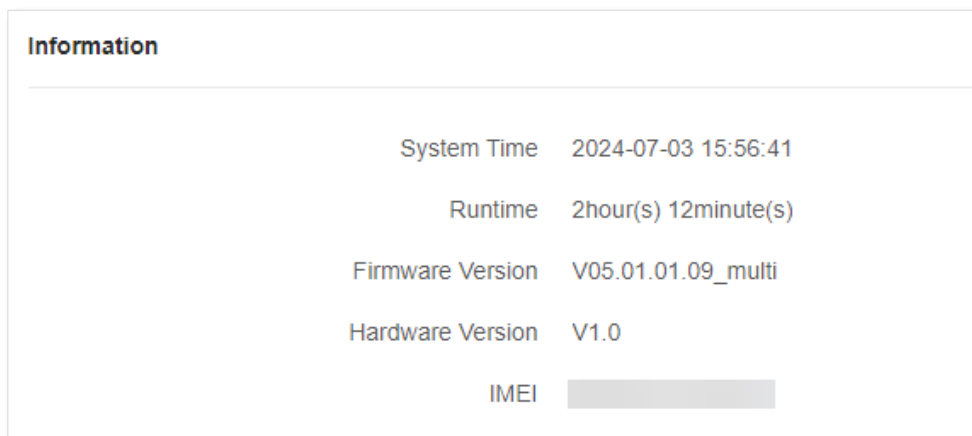 Information
System Time 2024-07-03 15:56:41
Runtime 2hour(s) 12minute(s)
Firmware Version V05.01.01.09_multi
Hardware Version V1.0
IMEI